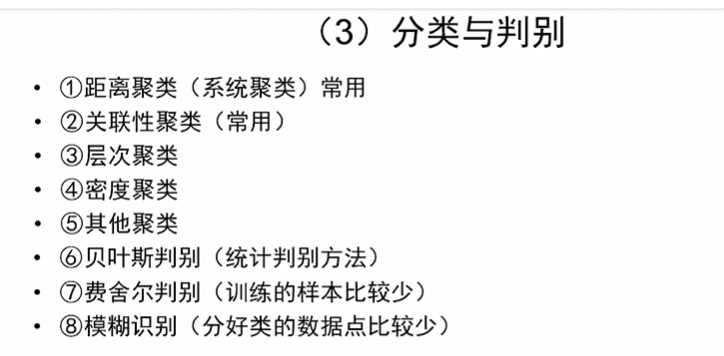 （3）分类与判别
• ①距离聚类（系统聚类）常用
• ②关联性聚类（常用）
• ③层次聚类
• ④密度聚类
• ⑤其他聚类
• ⑥贝叶斯判别（统计判别方法）
• ⑦费舍尔判别（训练的样本比较少）
• ⑧模糊识别（分好类的数据点比较少）